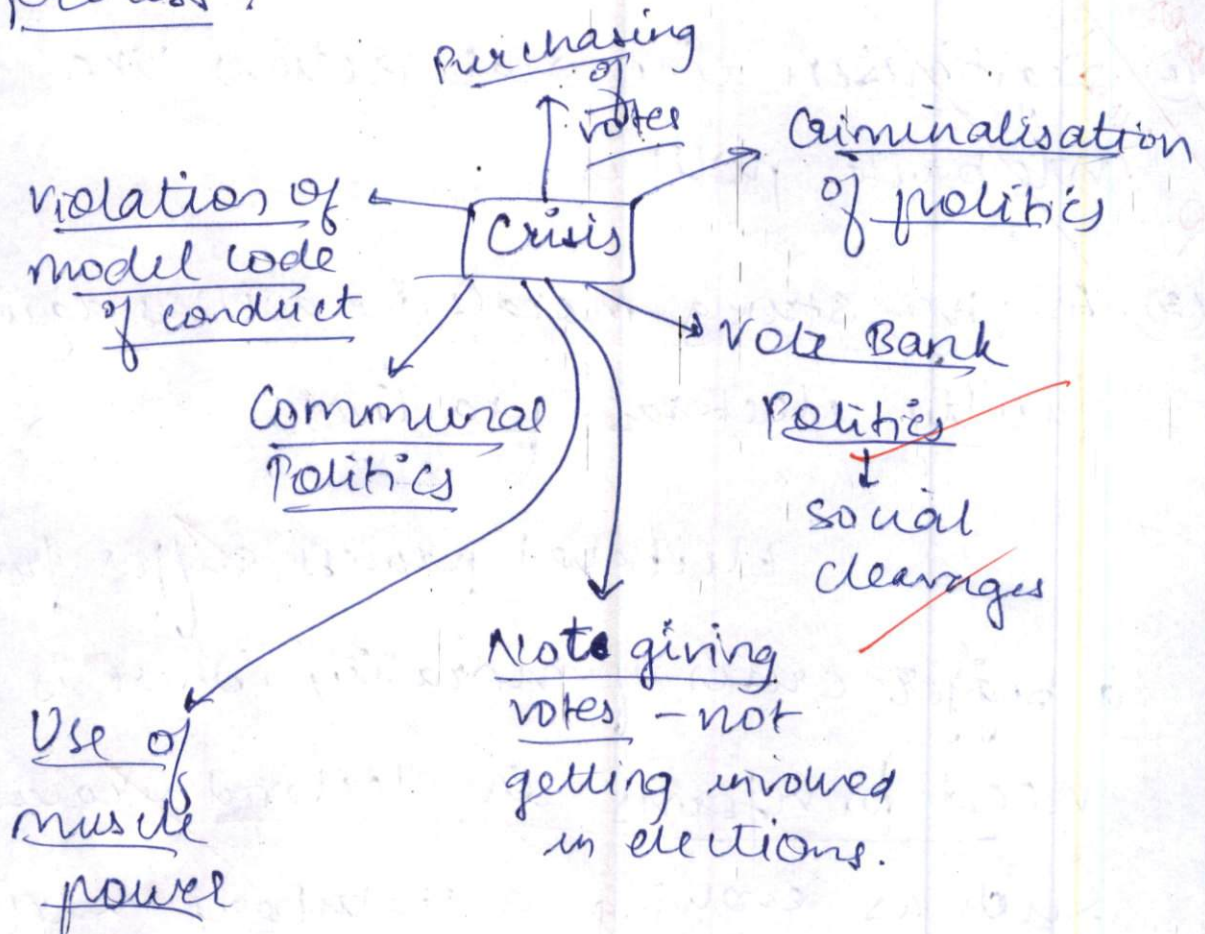 Purchasing
of
votes
Criminalisation
of politics
violation of
model code
of conduct
Crisis
Vote Bank
Politics
Communal
Politics
social
cleavages
Note giving
votes - not
getting involved
in elections.
Use of
muscle
power